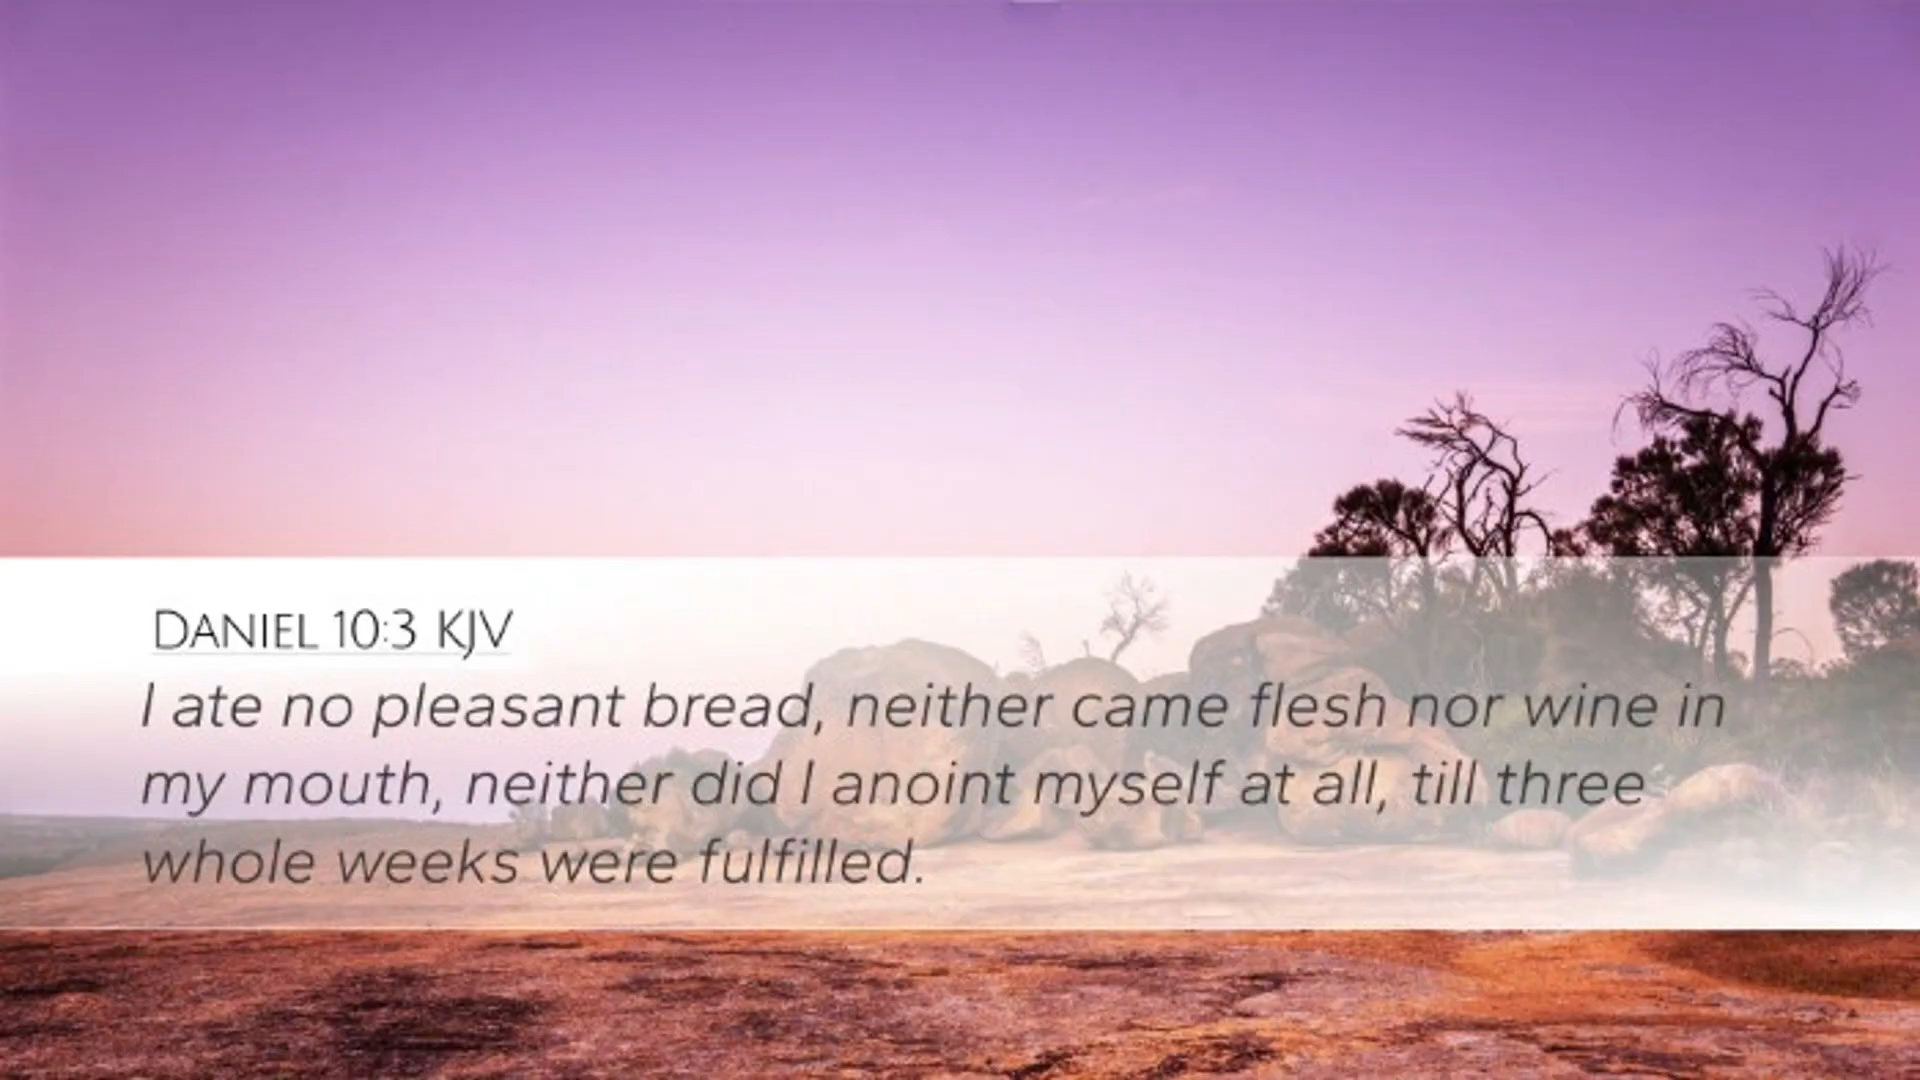 DANIEL 10:3 KJV
I ate no pleasant bread, neither came flesh nor wine in
my mouth, neither did I anoint myself at all, till three
whole weeks were fulfilled.